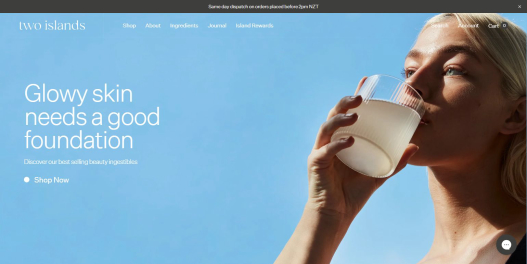 Same day dispatch on orders placed before 2pm NZT
two islands
Shop About Ingredients Journal Island Rewards Account Cart 0
Glowy skin
needs a good
foundation
Discover our best selling beauty ingestibles
Shop Now